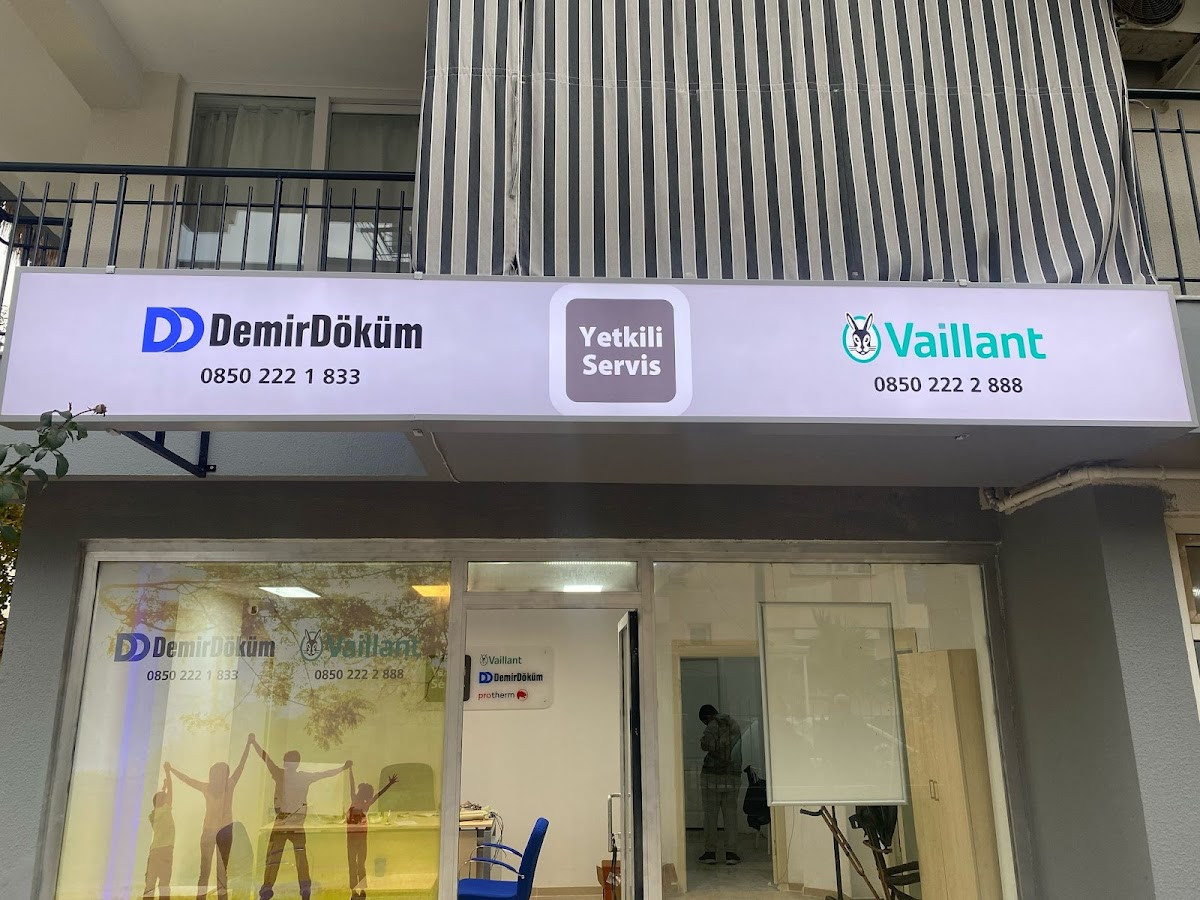 DemirDöküm
0850 222 1 833
Yetkili
Servis
Vaillant
0850 222 2 888
DemirDöküm
0850 222 1 833
Vaillant
0850 222 2 888
Vaillant
DemirDöküm
protherm